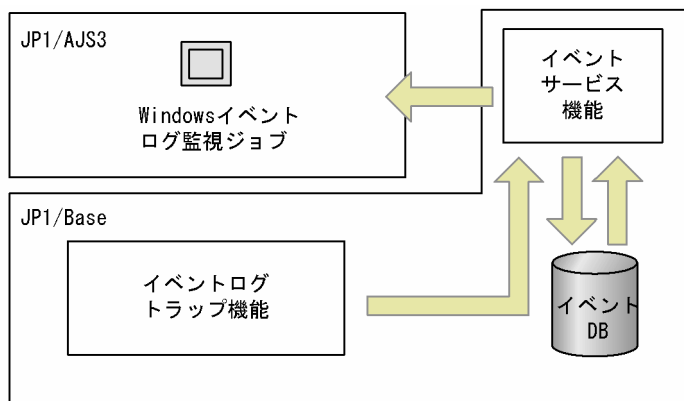 JP1/AJS3
Windowsイベント
ログ監視ジョブ
イベント
サービス
機能
JP1/Base
イベントログ
トラップ機能
イベント
DB